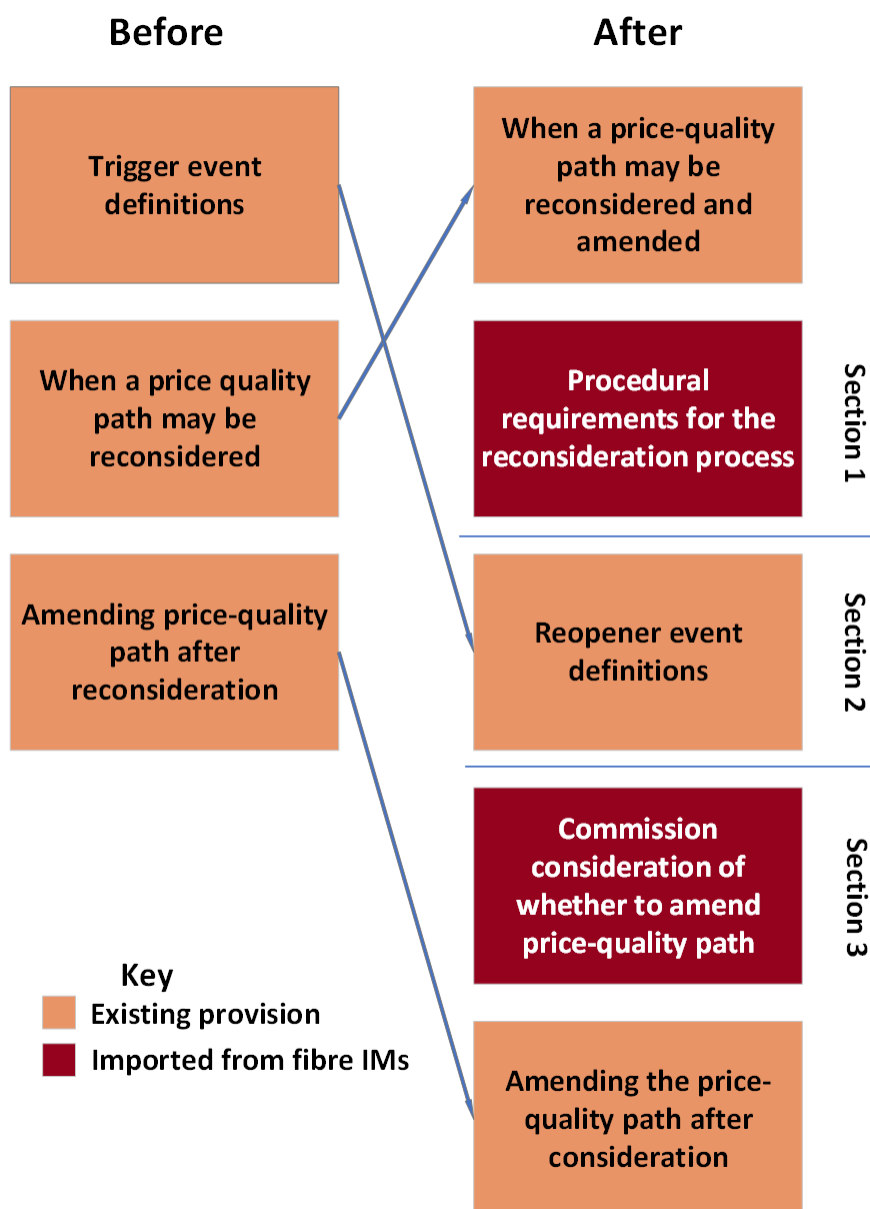 Before
Trigger event
definitions
When a price quality
path may be
reconsidered
Amending price-quality
path after
reconsideration
After
When a price-quality
path may be
reconsidered and
amended
Procedural
requirements for the
reconsideration process
Section 1
Reopener event
definitions
Section 2
Commission
consideration of
whether to amend
price-quality path
Amending the price-
quality path after
consideration
Section 3
Key
Existing provision
Imported from fibre IMs